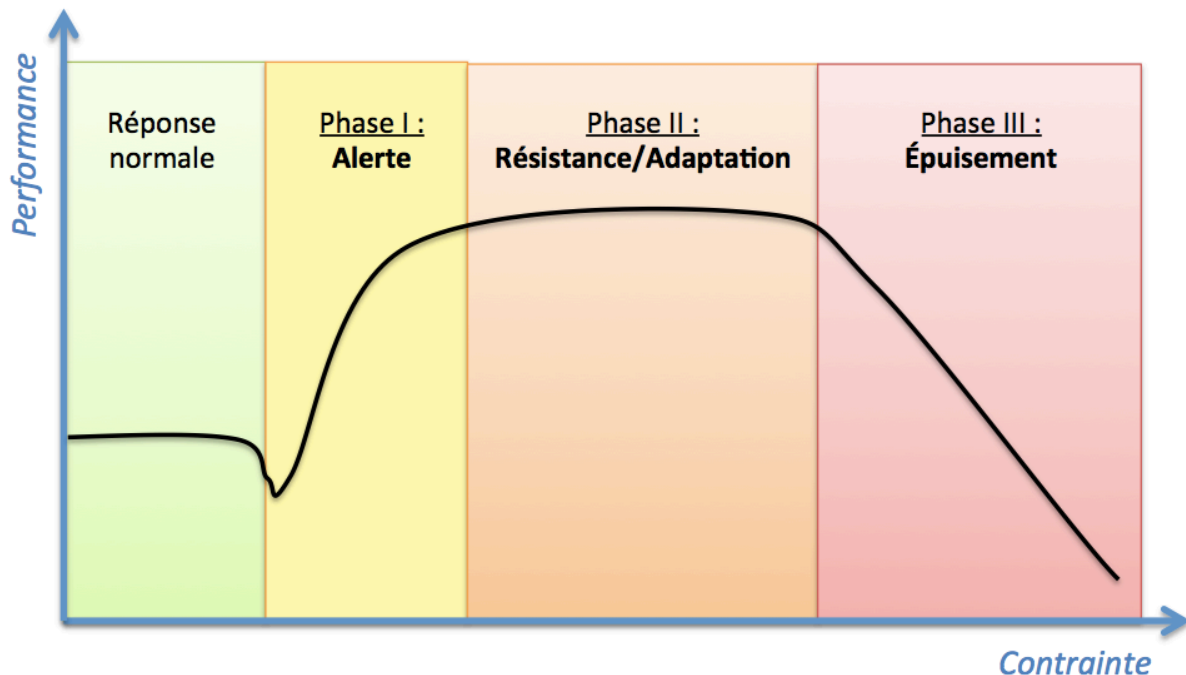 Performance
Réponse
normale
Phase I :
Alerte
Phase II :
Résistance/Adaptation
Phase III :
Épuisement
Contrainte